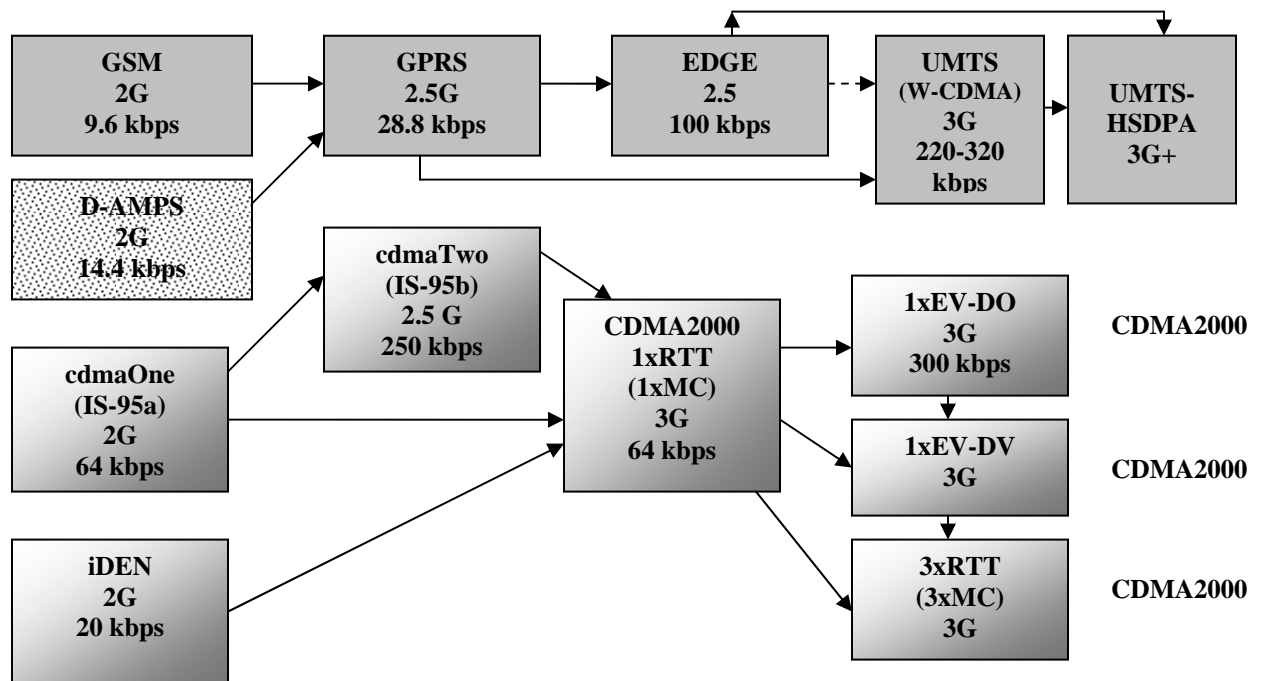 GSM
2G
9.6 kbps
GPRS
2.5G
28.8 kbps
EDGE
2.5
100 kbps
UMTS
(W-CDMA)
3G
220-320
kbps
UMTS-
HSDPA
3G+
D-AMPS
2G
14.4 kbps
cdmaTwo
(IS-95b)
2.5 G
250 kbps
cdmaOne
(IS-95a)
2G
64 kbps
CDMA2000
1xRTT
(1xMC)
3G
64 kbps
1xEV-DO
3G
300 kbps
CDMA2000
1xEV-DV
3G
CDMA2000
iDEN
2G
20 kbps
3xRTT
(3xMC)
3G
CDMA2000